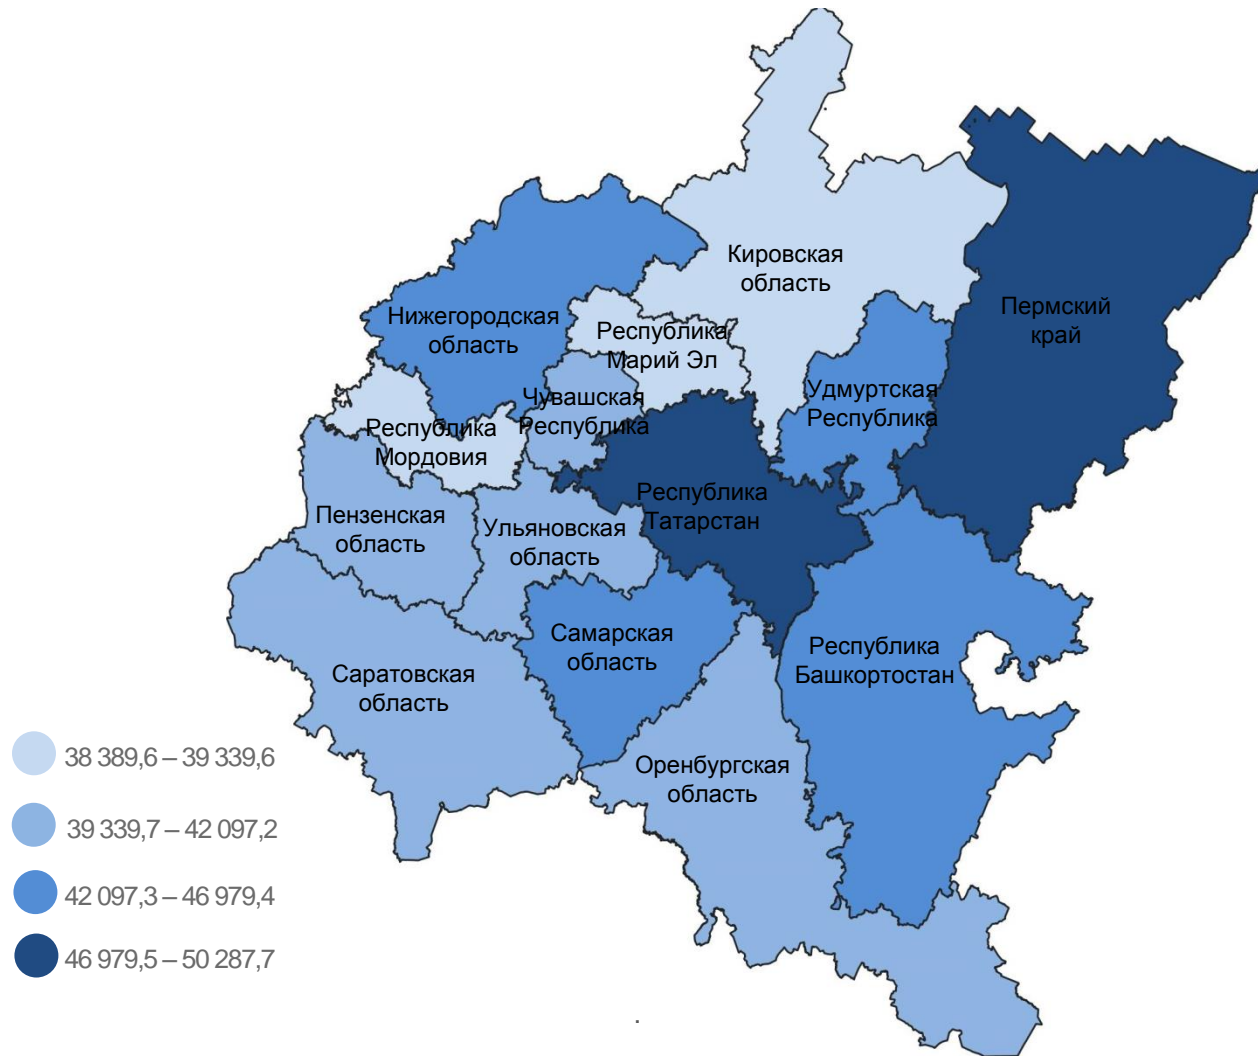 Кировская
область
Пермский
край
Нижегородская
область
Республика
Марий Эл
Удмуртская
Республика
Чувашская
Республика
Республика
Мордовия
Республика
Татарстан
Пензенская
область
Ульяновская
область
Самарская
область
Республика
Башкортостан
Саратовская
область
Оренбургская
область
38 389,6 – 39 339,6
39 339,7 – 42 097,2
42 097,3 – 46 979,4
46 979,5 – 50 287,7